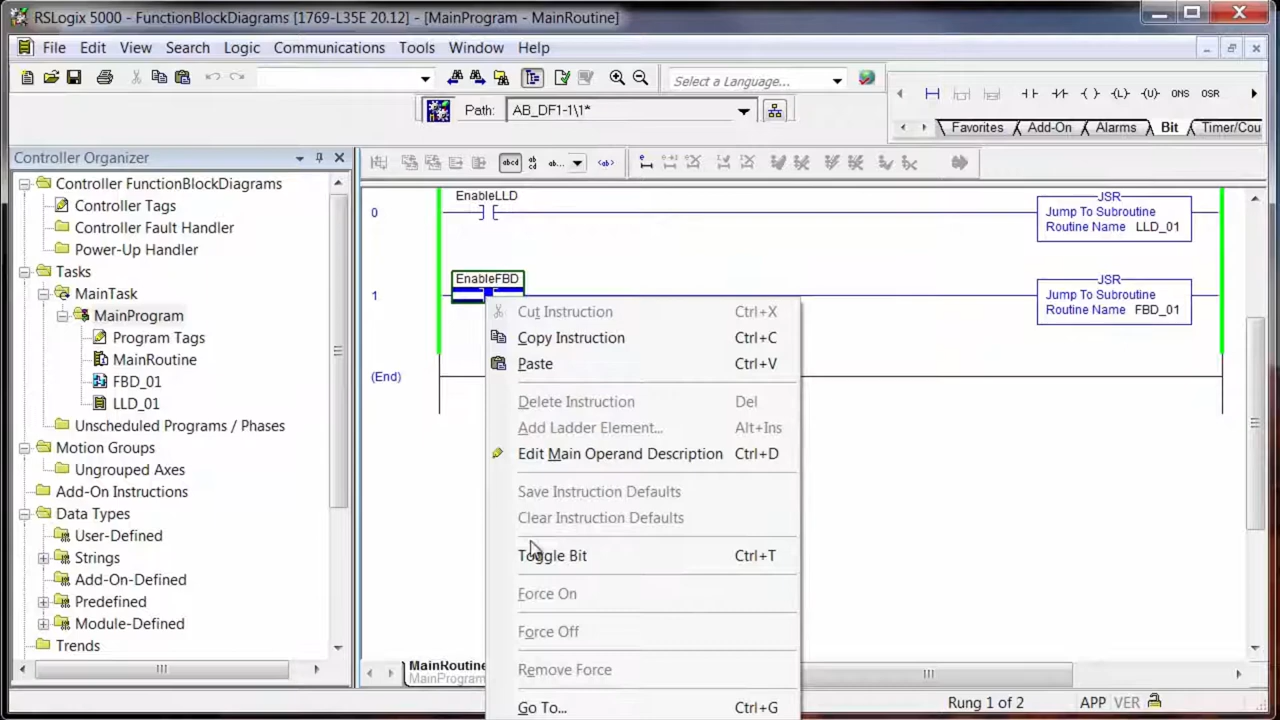 RSLogix 5000 - FunctionBlockDiagrams [1769-L35E 20.12] - [MainProgram - MainRoutine]
File Edit View Search Logic Communications Tools Window Help
Select a Language...
Path: AB_DF1-1\1*
ONS OSR
Favorites Add-On Alarms Bit Timer/Cou
Controller Organizer
abcd ab cd ab... <ab>
Controller FunctionBlockDiagrams
Controller Tags
Controller Fault Handler
Power-Up Handler
Tasks
MainTask
MainProgram
Program Tags
MainRoutine
FBD_01
LLD_01
Unscheduled Programs / Phases
Motion Groups
Ungrouped Axes
Add-On Instructions
Data Types
User-Defined
Strings
Add-On-Defined
Predefined
Module-Defined
Trends
0
EnableLLD
JSR
Jump To Subroutine
Routine Name LLD_01
1
EnableFBD
JSR
Jump To Subroutine
Routine Name FBD_01
(End)
Cut Instruction Ctrl+X
Copy Instruction Ctrl+C
Paste Ctrl+V
Delete Instruction Del
Add Ladder Element... Alt+Ins
Edit Main Operand Description Ctrl+D
Save Instruction Defaults
Clear Instruction Defaults
Toggle Bit Ctrl+T
Force On
Force Off
Remove Force
Go To... Ctrl+G
MainRoutine
MainProgram
Rung 1 of 2 APP VER